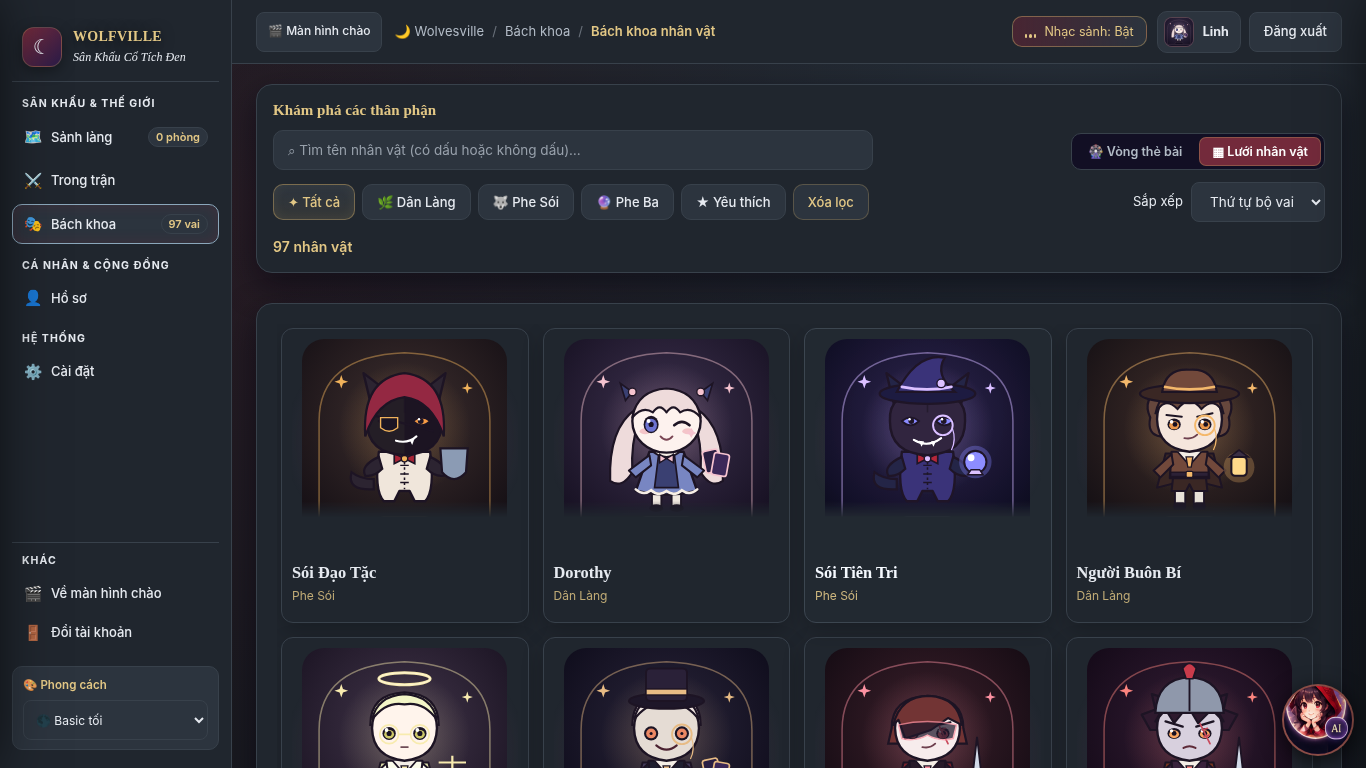 WOLFVILLE
Sân Khấu Cổ Tích Đen
SÂN KHẤU & THẾ GIỚI
Sảnh làng
0 phòng
Trong trận
Bách khoa
97 vai
CÁ NHÂN & CỘNG ĐỒNG
Hồ sơ
HỆ THỐNG
Cài đặt
KHÁC
Về màn hình chào
Đổi tài khoản
Phong cách
Basic tối
Màn hình chào
Wolvesville / Bách khoa / Bách khoa nhân vật
Nhạc sảnh: Bật
Linh
Đăng xuất
Khám phá các thân phận
Tìm tên nhân vật (có dấu hoặc không dấu)...
Vòng thẻ bài
Lưới nhân vật
Tất cả
Dân Làng
Phe Sói
Phe Ba
Yêu thích
Xóa lọc
Sắp xếp
Thứ tự bộ vai
97 nhân vật
Sói Đạo Tặc
Phe Sói
Dorothy
Dân Làng
Sói Tiên Tri
Phe Sói
Người Buôn Bí
Dân Làng
AI